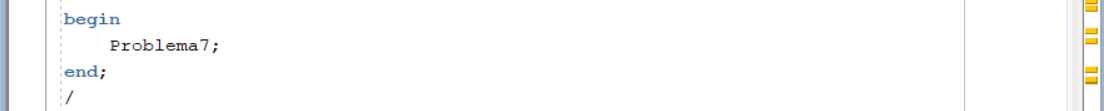 begin
    Problema7;
end;
/